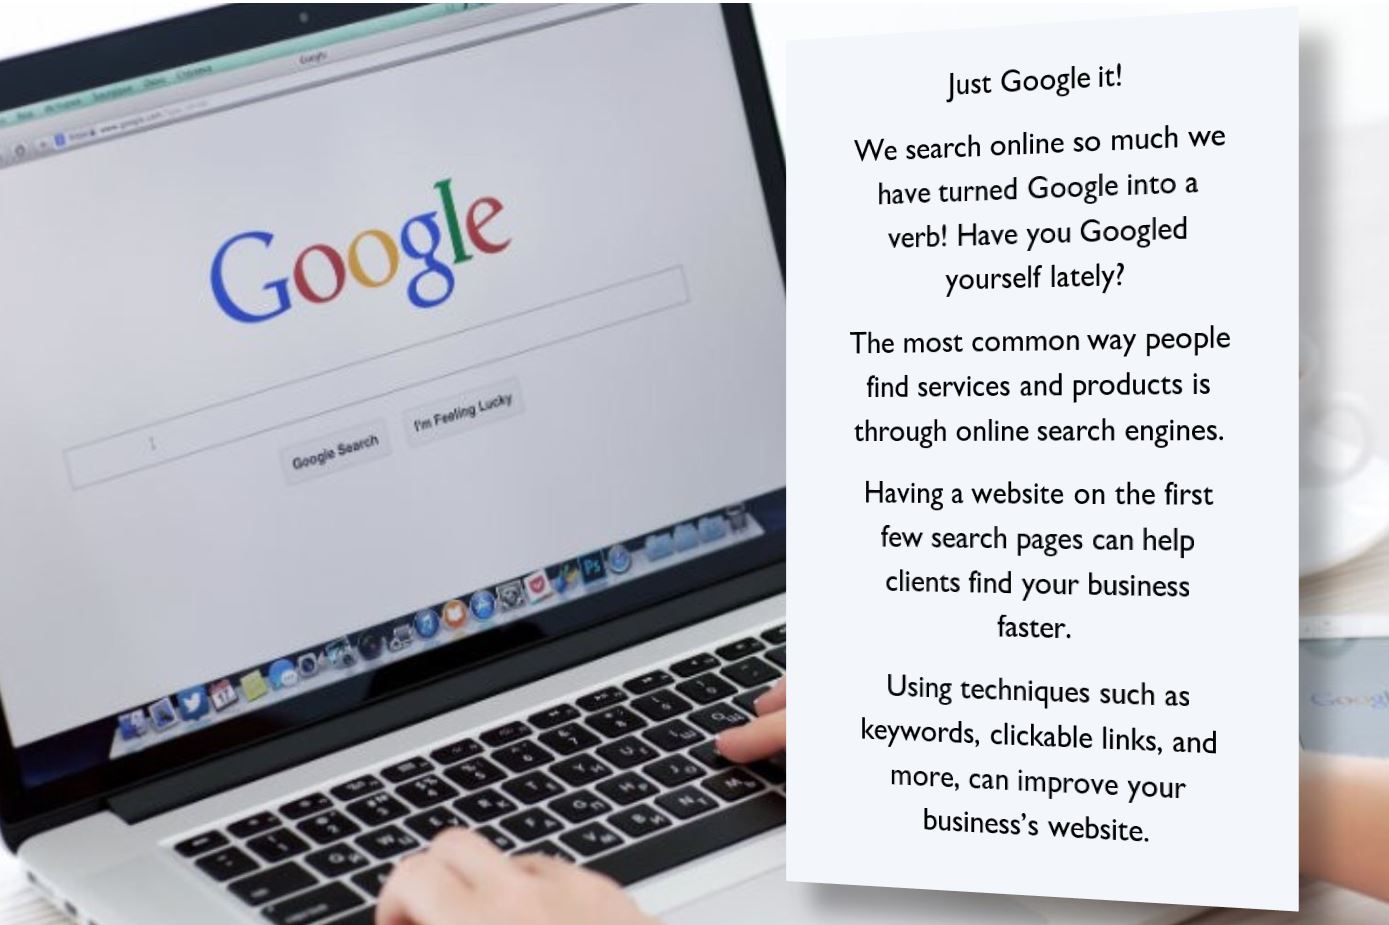 Google
Google
Google Search
I'm Feeling Lucky
17
Ps
Just Google it!
We search online so much we
have turned Google into a
verb! Have you Googled
yourself lately?
The most common way people
find services and products is
through online search engines.
Having a website on the first
few search pages can help
clients find your business
faster.
Using techniques such as
keywords, clickable links, and
more, can improve your
business's website.